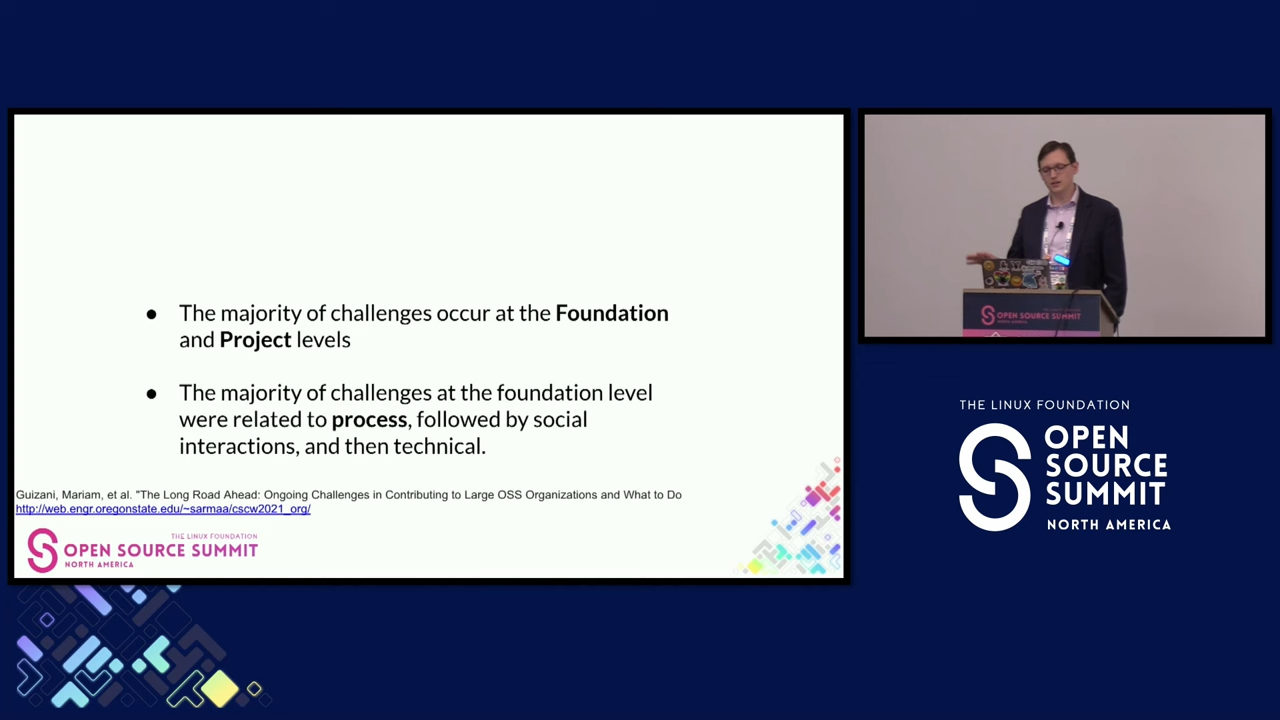 ● The majority of challenges occur at the Foundation
and Project levels
● The majority of challenges at the foundation level
were related to process, followed by social
interactions, and then technical.
Guizani, Mariam, et al. "The Long Road Ahead: Ongoing Challenges in Contributing to Large OSS Organizations and What to Do
http://web.engr.oregonstate.edu/~sarmaa/cscw2021_org/
THE LINUX FOUNDATION
OPEN SOURCE SUMMIT
NORTH AMERICA
OPEN SOURCE SUMMIT
THE LINUX FOUNDATION
OPEN
SOURCE
SUMMIT
NORTH AMERICA